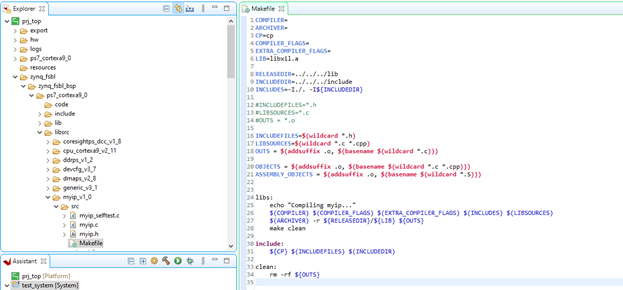 Explorer
prj_top
export
hw
logs
ps7_cortexa9_0
resources
zynq_fsbl
zynq_fsbl_bsp
ps7_cortexa9_0
code
include
lib
libsrc
coresightps_dcc_v1_8
cpu_cortexa9_v2_11
ddrps_v1_2
devcfg_v3_7
dmaps_v2_8
generic_v3_1
myip_v1_0
src
myip_selftest.c
myip.c
myip.h
Makefile
Assistant
prj_top [Platform]
test_system [System]
Makefile
1 COMPILER=
2 ARCHIVER=
3 CP=cp
4 COMPILER_FLAGS=
5 EXTRA_COMPILER_FLAGS=
6 LIB=libxil.a
7
8 RELEASEDIR=../../../lib
9 INCLUDEDIR=../../../include
10 INCLUDES=-I./. -I${INCLUDEDIR}
11
12 #INCLUDEFILES=*.h
13 #LIBSOURCES=*.c
14 #OUTS = *.o
15
16 INCLUDEFILES=$(wildcard *.h)
17 LIBSOURCES=$(wildcard *.c *.cpp)
18 OUTS = $(addsuffix .o, $(basename $(wildcard *.c)))
19
20 OBJECTS = $(addsuffix .o, $(basename $(wildcard *.c *.cpp)))
21 ASSEMBLY_OBJECTS = $(addsuffix .o, $(basename $(wildcard *.S)))
22
23
24
25 libs:
26 echo "Compiling myip..."
27 $(COMPILER) $(COMPILER_FLAGS) $(EXTRA_COMPILER_FLAGS) $(INCLUDES) $(LIBSOURCES)
28 $(ARCHIVER) -r ${RELEASEDIR}/${LIB} ${OUTS}
29 make clean
30
31 include:
32 ${CP} $(INCLUDEFILES) $(INCLUDEDIR)
33
34 clean:
35 rm -rf ${OUTS}